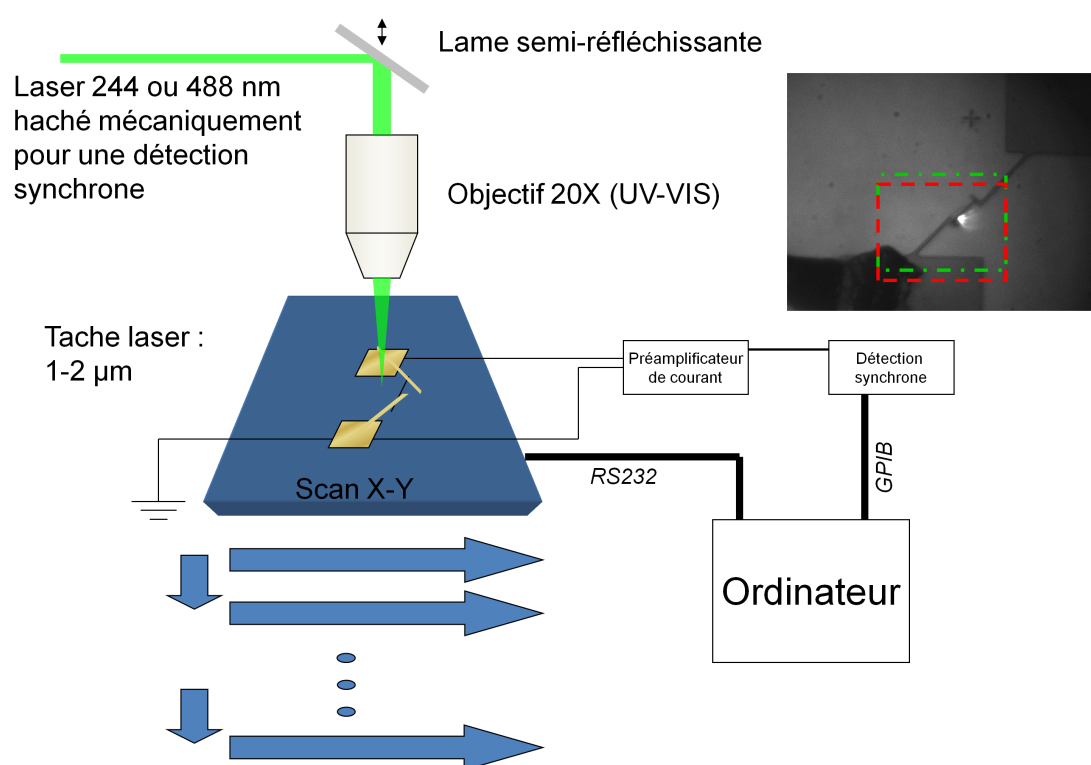 Lame semi-réfléchissante
Laser 244 ou 488 nm
haché mécaniquement
pour une détection
synchrone
Objectif 20X (UV-VIS)
Tache laser :
1-2 µm
Préamplificateur
de courant
Détection
synchrone
Scan X-Y
RS232
GPIB
Ordinateur